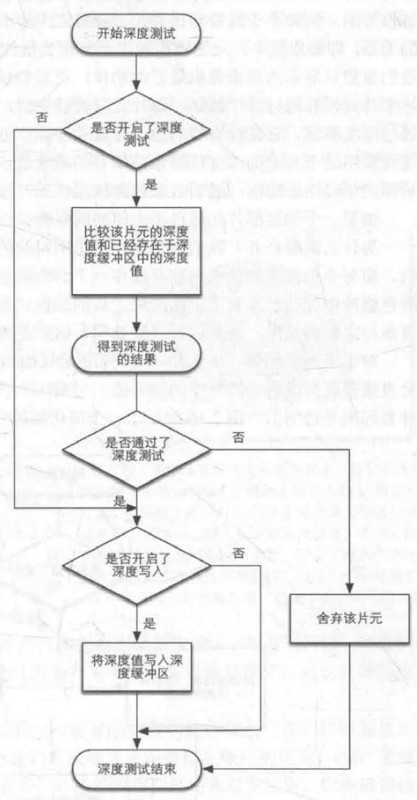 开始深度测试
否
是否开启了深度
测试
是
比较该片元的深度
值和已经存在于深
度缓冲区中的深度
值
得到深度测试
的结果
是否通过了
深度测试
否
是
是否开启了
深度写入
否
舍弃该片元
是
将深度值写入深
度缓冲区
深度测试结束